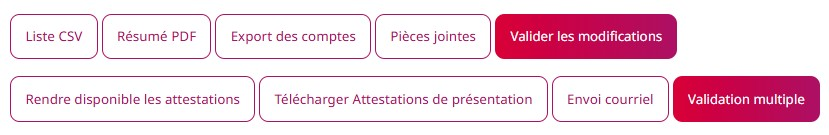 Liste CSV Résumé PDF Export des comptes Pièces jointes Valider les modifications
Rendre disponible les attestations Télécharger Attestations de présentation Envoi courriel Validation multiple